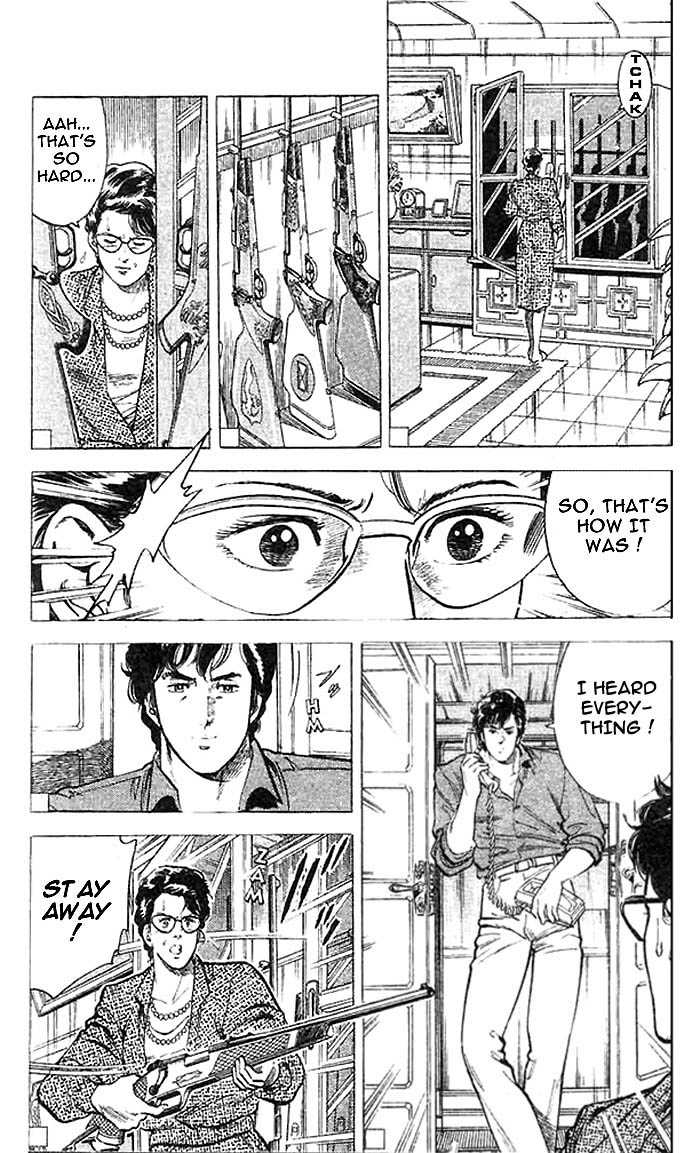 TCHAK
AAH...
THAT'S
SO
HARD...
SO, THAT'S
HOW IT
WAS !
I HEARD
EVERY-
THING !
HM
STAY
AWAY
!
ZAM